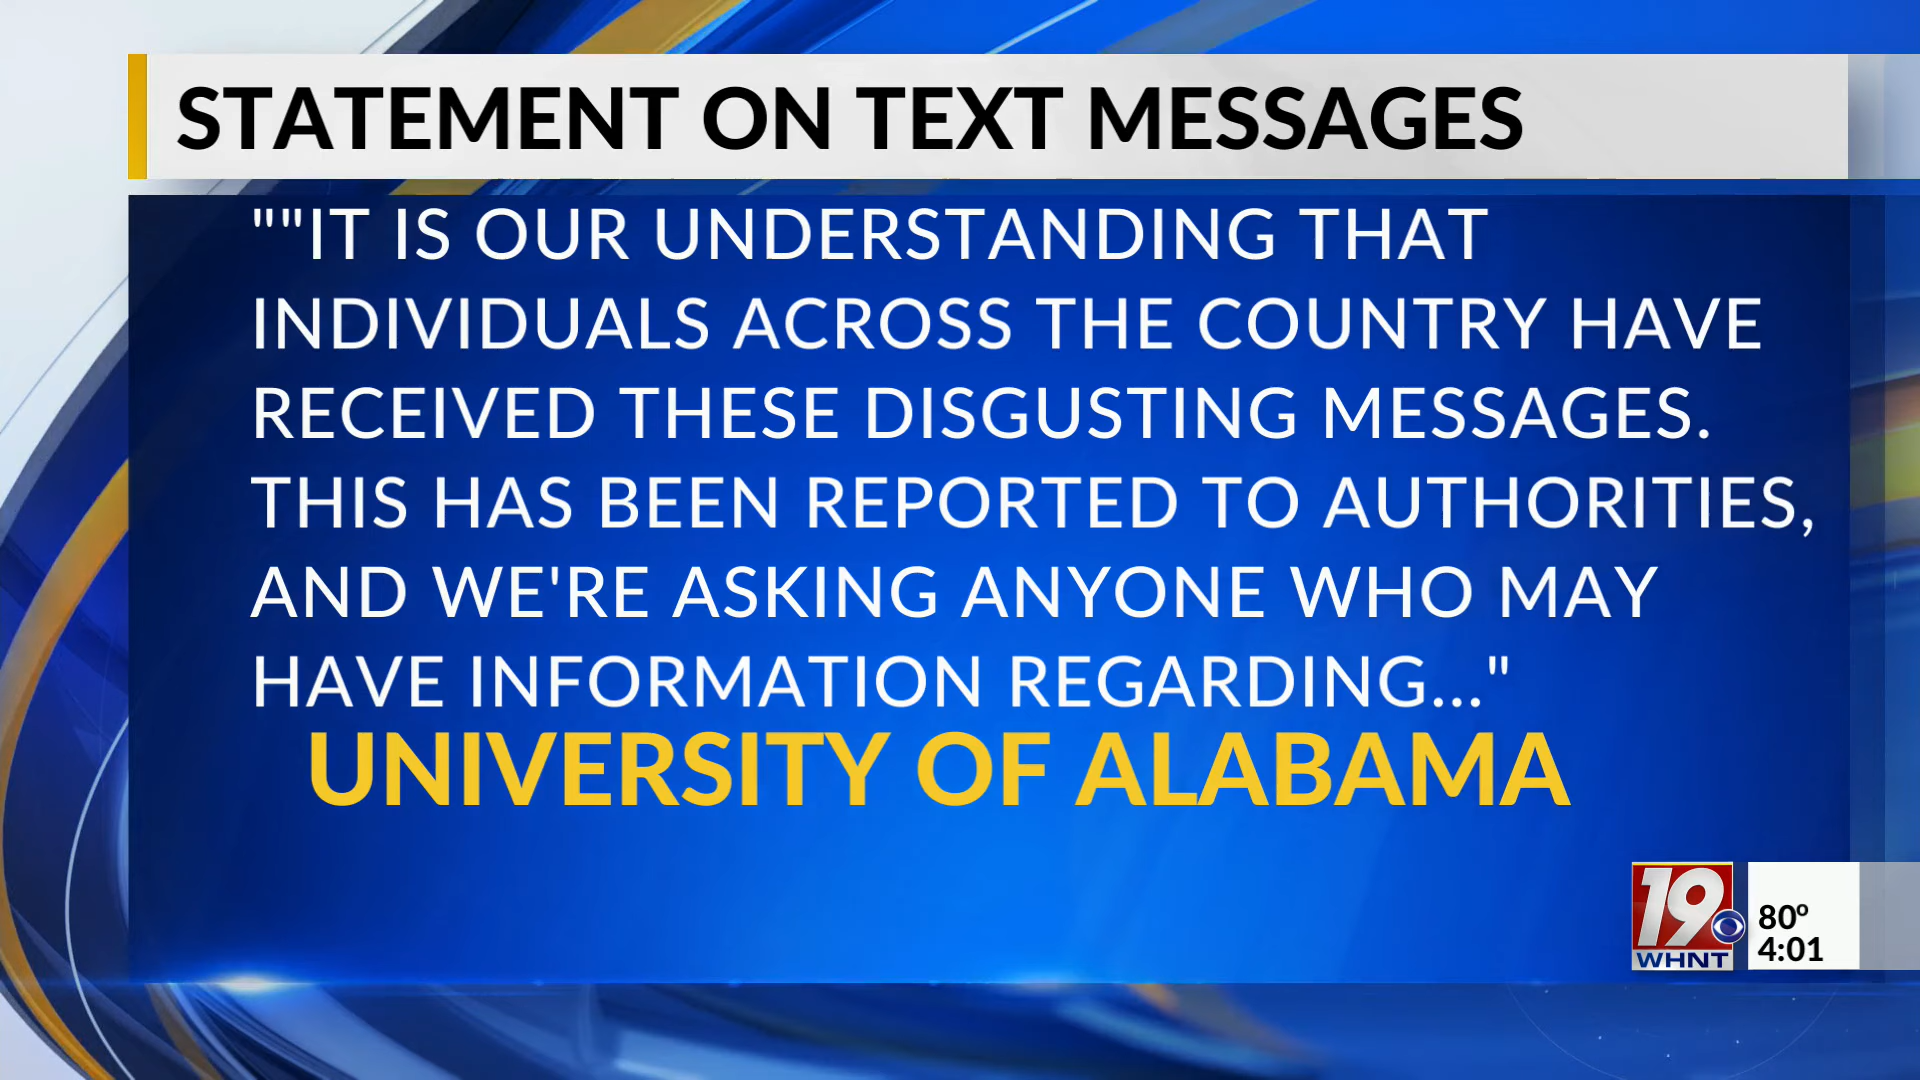 STATEMENT ON TEXT MESSAGES
""IT IS OUR UNDERSTANDING THAT
INDIVIDUALS ACROSS THE COUNTRY HAVE
RECEIVED THESE DISGUSTING MESSAGES.
THIS HAS BEEN REPORTED TO AUTHORITIES,
AND WE'RE ASKING ANYONE WHO MAY
HAVE INFORMATION REGARDING..."
UNIVERSITY OF ALABAMA
19
WHNT
80º
4:01